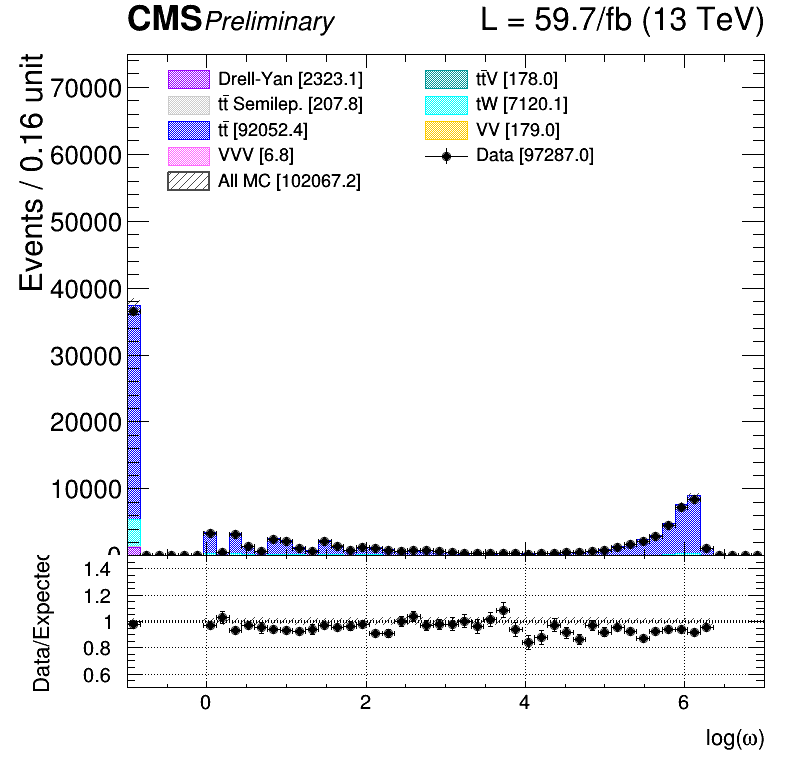 CMS Preliminary L = 59.7/fb (13 TeV)
Events / 0.16 unit
70000
60000
50000
40000
30000
20000
10000
0
Drell-Yan [2323.1]
tt̄ Semilep. [207.8]
tt̄ [92052.4]
VVV [6.8]
All MC [102067.2]
tt̄V [178.0]
tW [7120.1]
VV [179.0]
Data [97287.0]
Data/Expected
1.4
1.2
1
0.8
0.6
0 2 4 6
log(ω)